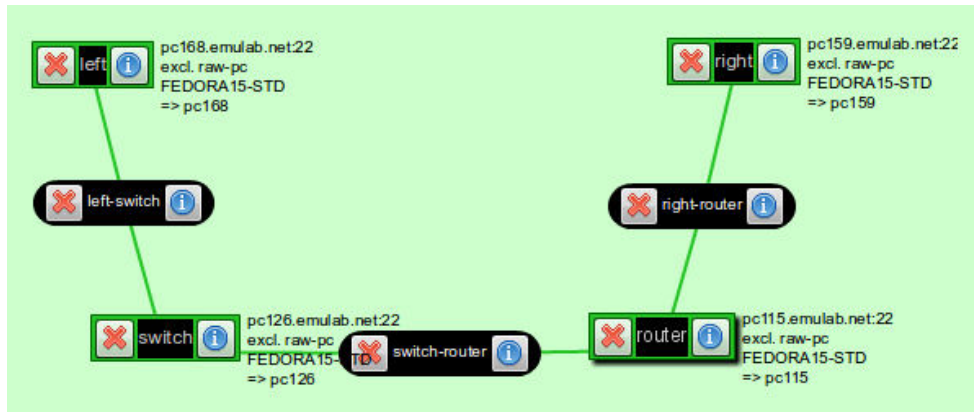 left
pc168.emulab.net:22
excl. raw-pc
FEDORA15-STD
=> pc168
right
pc159.emulab.net:22
excl. raw-pc
FEDORA15-STD
=> pc159
left-switch
right-router
switch
pc126.emulab.net:22
excl. raw-pc
FEDORA15-STD
=> pc126
switch-router
router
pc115.emulab.net:22
excl. raw-pc
FEDORA15-STD
=> pc115